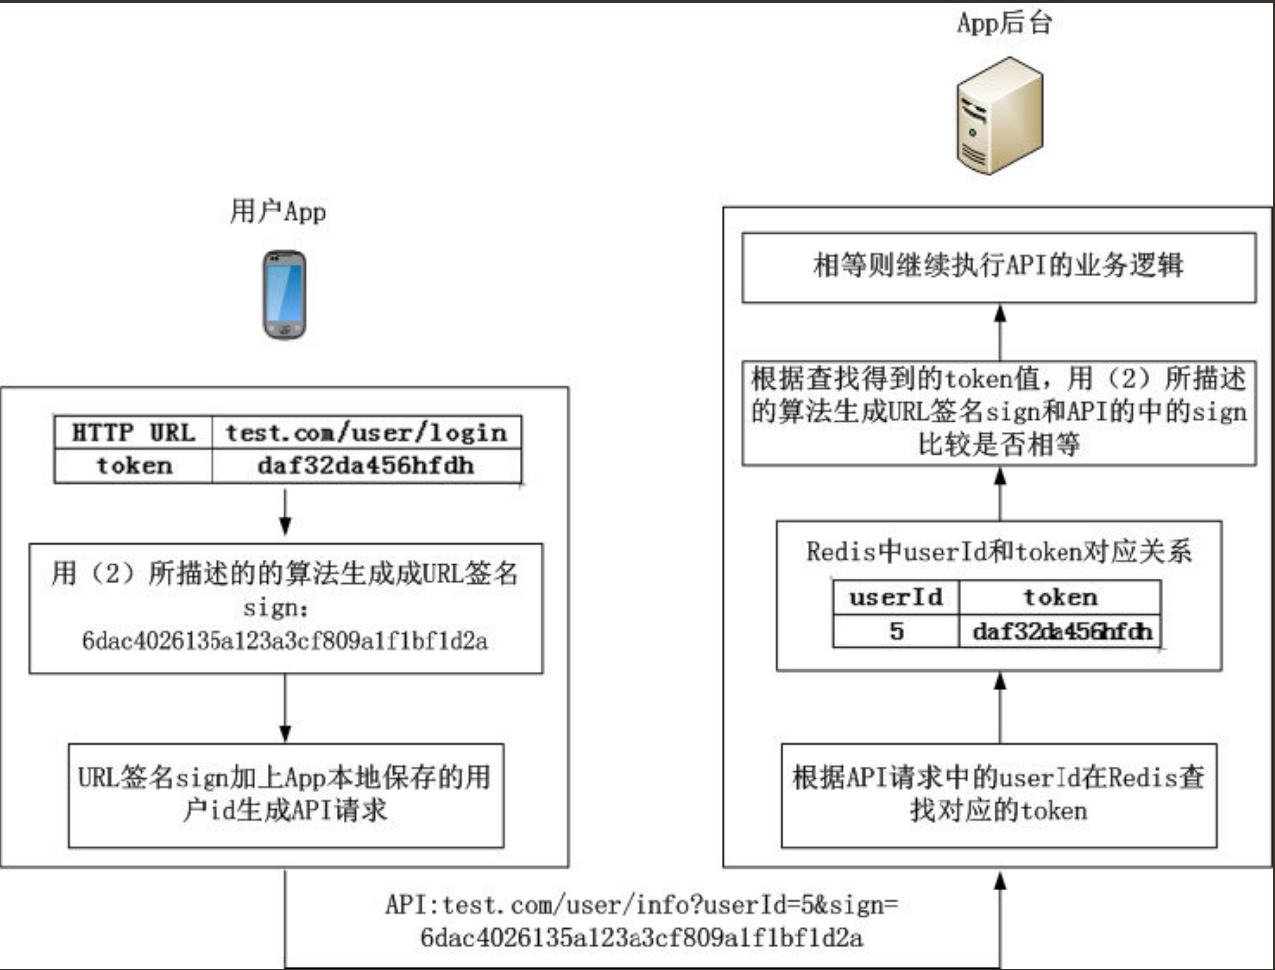 App后台
用户App
HTTP URL test.com/user/login
token daf32da456hfdh
用（2）所描述的的算法生成成URL签名
sign：
6dac4026135a123a3cf809a1f1bf1d2a
URL签名sign加上App本地保存的用
户id生成API请求
API:test.com/user/info?userId=5&sign=
6dac4026135a123a3cf809a1f1bf1d2a
相等则继续执行API的业务逻辑
根据查找得到的token值，用（2）所描述
的算法生成URL签名sign和API的中的sign
比较是否相等
Redis中userId和token对应关系
userId token
5 daf32da456hfdh
根据API请求中的userId在Redis查
找对应的token